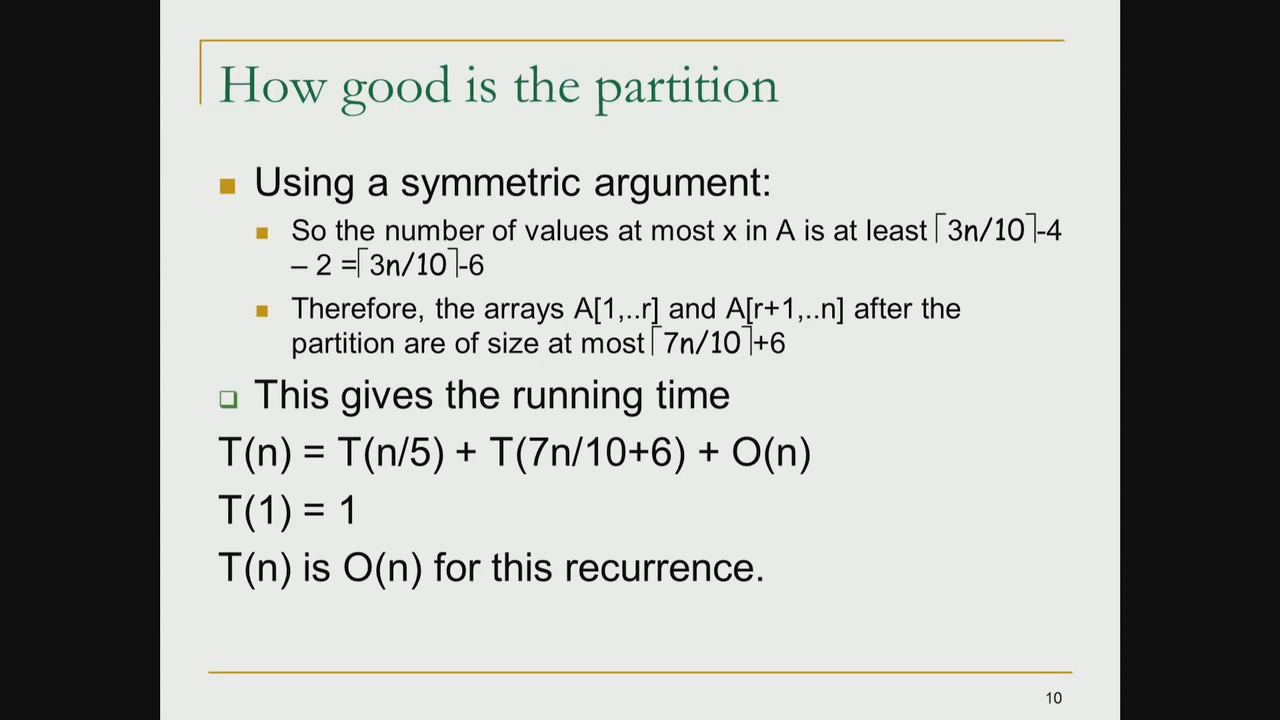 How good is the partition
Using a symmetric argument:
So the number of values at most x in A is at least ⌈3n/10⌉-4
– 2 =⌈3n/10⌉-6
Therefore, the arrays A[1,..r] and A[r+1,..n] after the
partition are of size at most ⌈7n/10⌉+6
This gives the running time
T(n) = T(n/5) + T(7n/10+6) + O(n)
T(1) = 1
T(n) is O(n) for this recurrence.
10